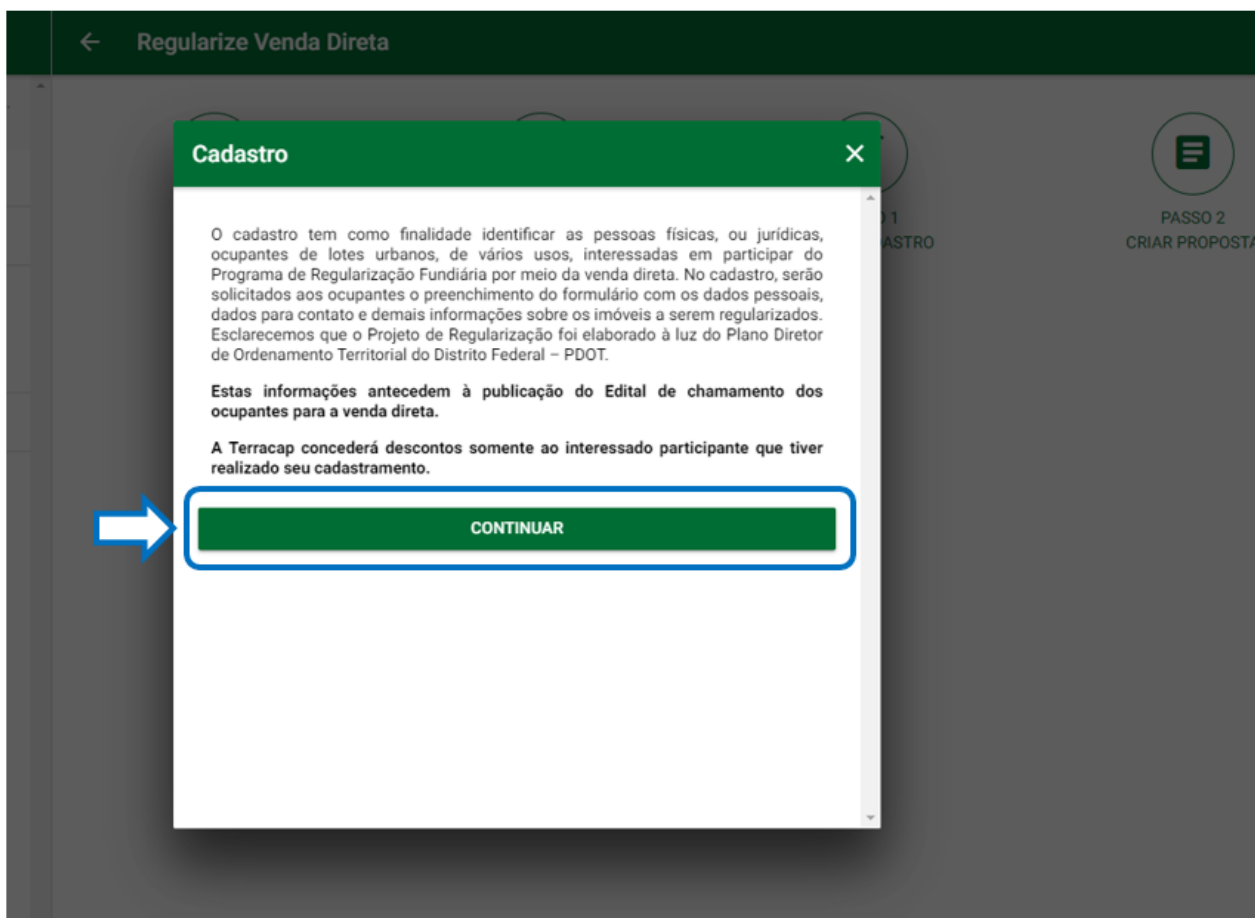 Regularize Venda Direta
Cadastro
O cadastro tem como finalidade identificar as pessoas físicas, ou jurídicas,
ocupantes de lotes urbanos, de vários usos, interessadas em participar do
Programa de Regularização Fundiária por meio da venda direta. No cadastro, serão
solicitados aos ocupantes o preenchimento do formulário com os dados pessoais,
dados para contato e demais informações sobre os imóveis a serem regularizados.
Esclarecemos que o Projeto de Regularização foi elaborado à luz do Plano Diretor
de Ordenamento Territorial do Distrito Federal – PDOT.
Estas informações antecedem à publicação do Edital de chamamento dos
ocupantes para a venda direta.
A Terracap concederá descontos somente ao interessado participante que tiver
realizado seu cadastramento.
CONTINUAR
1
ASTRO
PASSO 2
CRIAR PROPOSTA